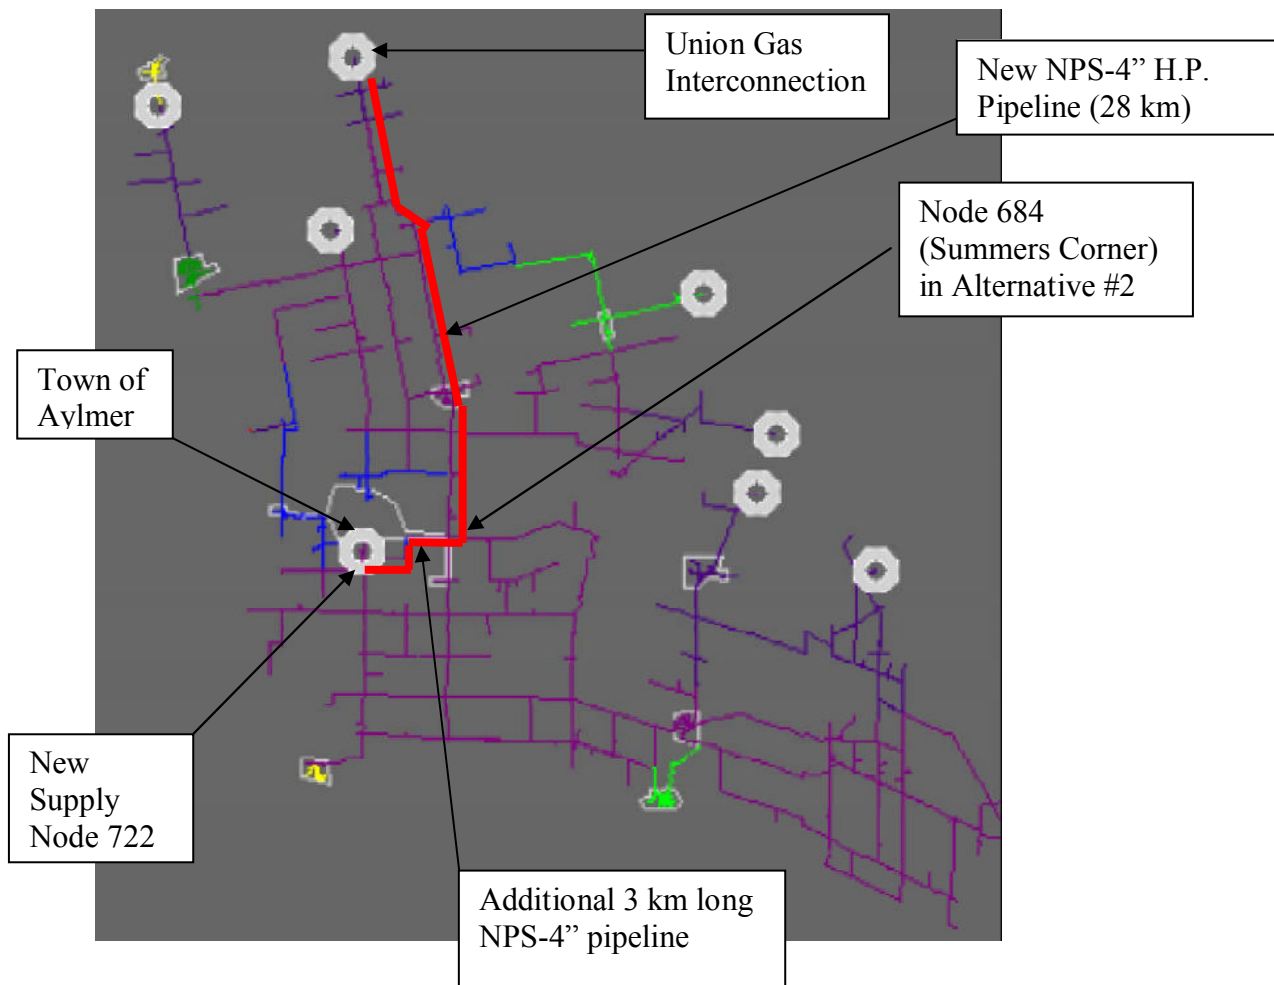 Union Gas
Interconnection
New NPS-4” H.P.
Pipeline (28 km)
Node 684
(Summers Corner)
in Alternative #2
Town of
Aylmer
New
Supply
Node 722
Additional 3 km long
NPS-4” pipeline